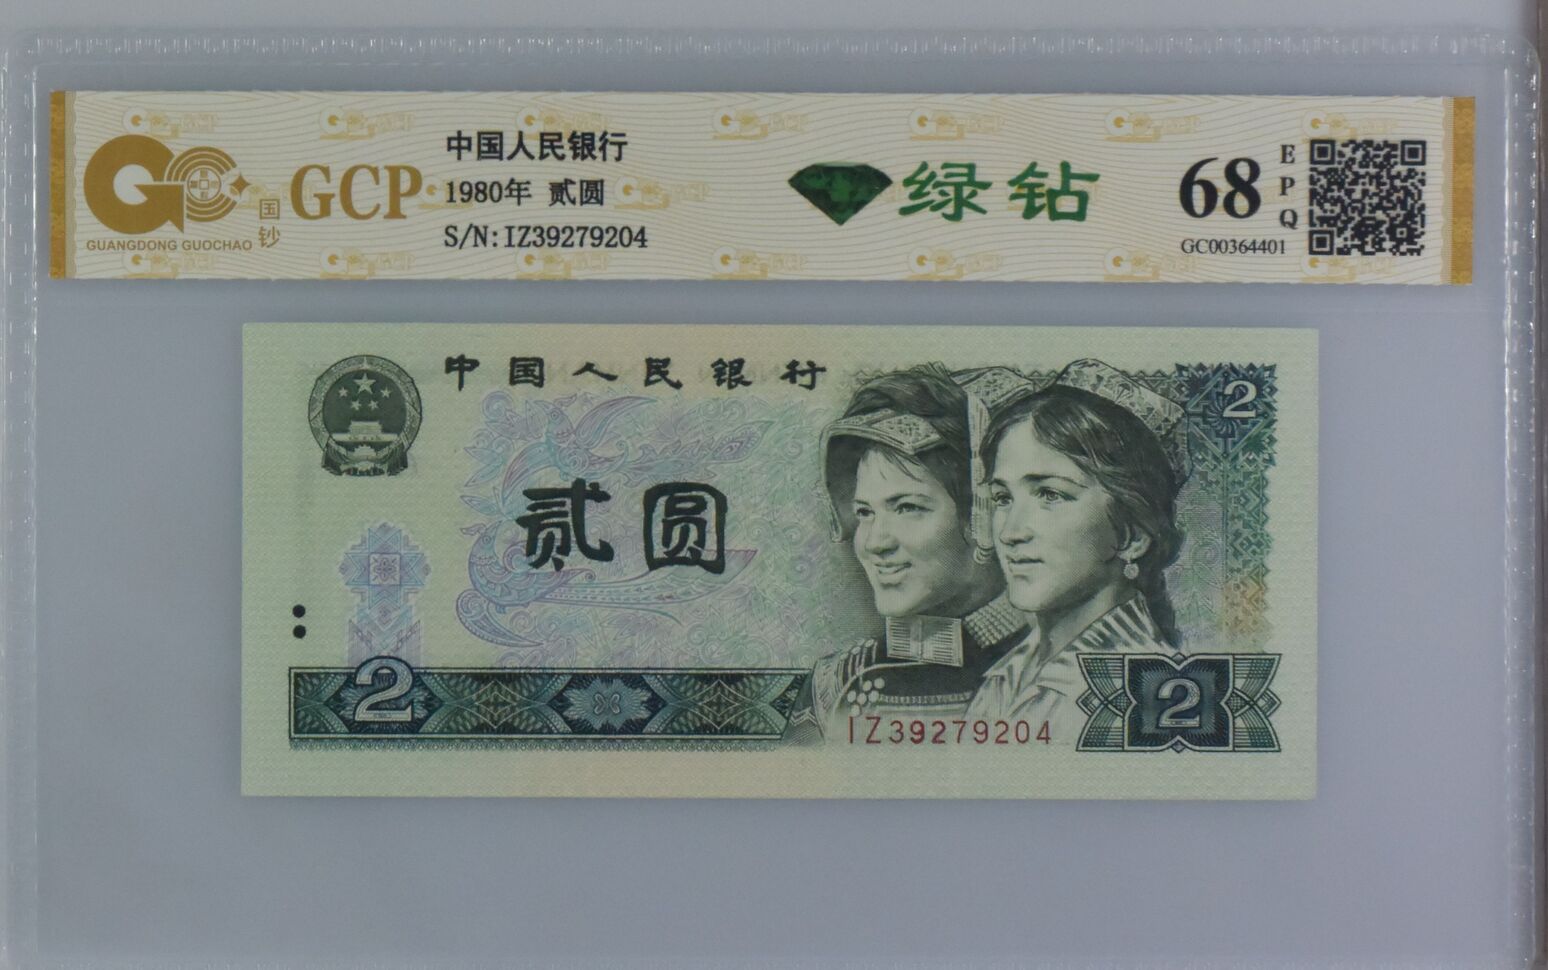 GCP
国钞
GUANGDONG GUOCHAO
中国人民银行
1980年 贰圆
S/N:IZ39279204
绿钻
68
EPQ
GC00364401
中国人民银行
2
贰圆
2
IZ39279204
2